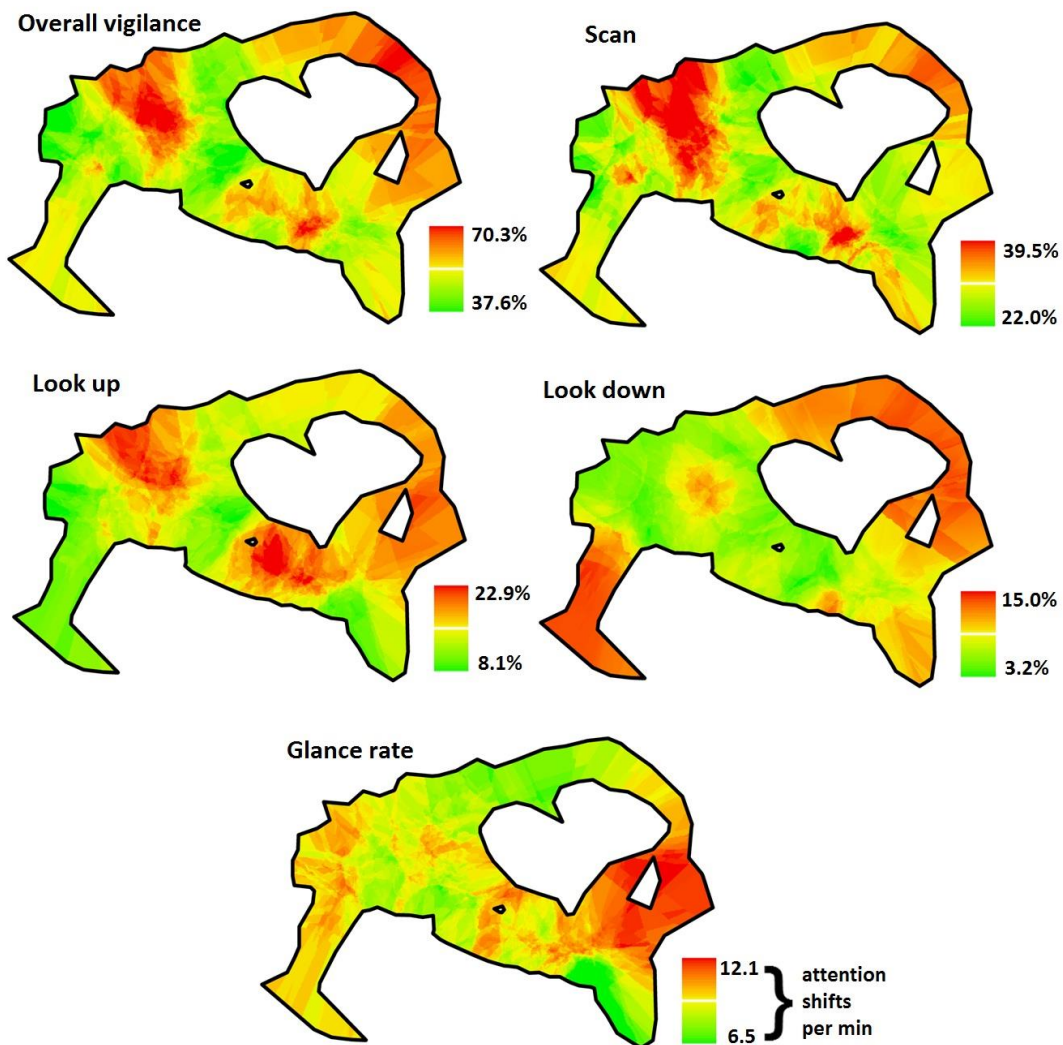 Overall vigilance
Scan
70.3%
37.6%
39.5%
22.0%
Look up
Look down
22.9%
8.1%
15.0%
3.2%
Glance rate
12.1
6.5
}
attention
shifts
per min